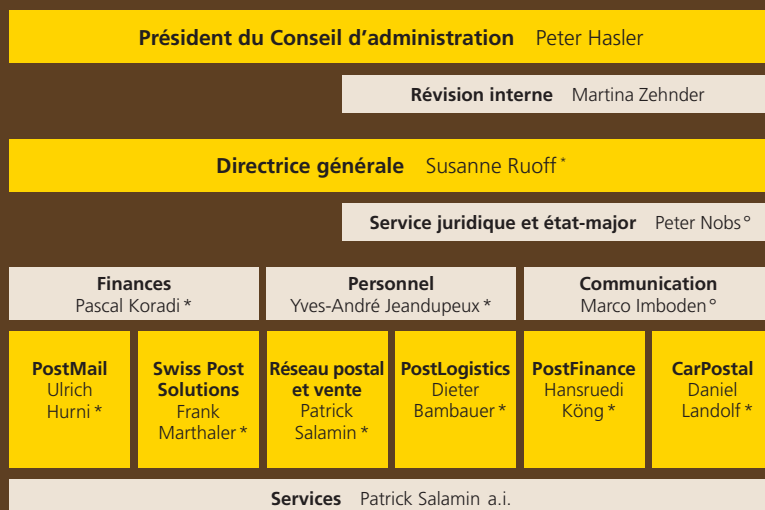 Président du Conseil d’administration Peter Hasler
Révision interne Martina Zehnder
Directrice générale Susanne Ruoff *
Service juridique et état-major Peter Nobs °
Finances
Pascal Koradi *
Personnel
Yves-André Jeandupeux *
Communication
Marco Imboden °
PostMail
Ulrich
Hurni *
Swiss Post
Solutions
Frank
Marthaler *
Réseau postal
et vente
Patrick
Salamin *
PostLogistics
Dieter
Bambauer *
PostFinance
Hansruedi
Köng *
CarPostal
Daniel
Landolf *
Services Patrick Salamin a.i.